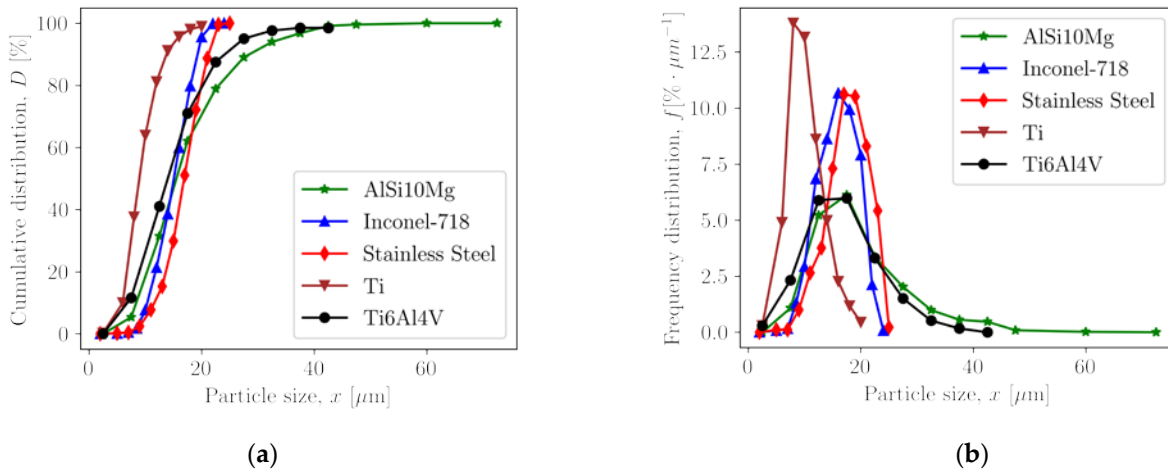 Cumulative distribution, D [%]
100
80
60
40
20
0
AlSi10Mg
Inconel-718
Stainless Steel
Ti
Ti6Al4V
0 20 40 60
Particle size, x [μm]
(a)
Frequency distribution, f[% · μm⁻¹]
12.5
10.0
7.5
5.0
2.5
0.0
AlSi10Mg
Inconel-718
Stainless Steel
Ti
Ti6Al4V
0 20 40 60
Particle size, x [μm]
(b)